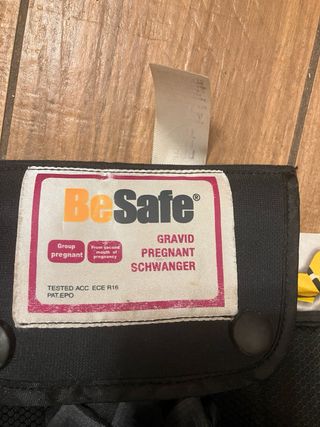 BeSafe®
Group
pregnant
From second
month of
pregnancy
GRAVID
PREGNANT
SCHWANGER
TESTED ACC ECE R16
PAT.EPO